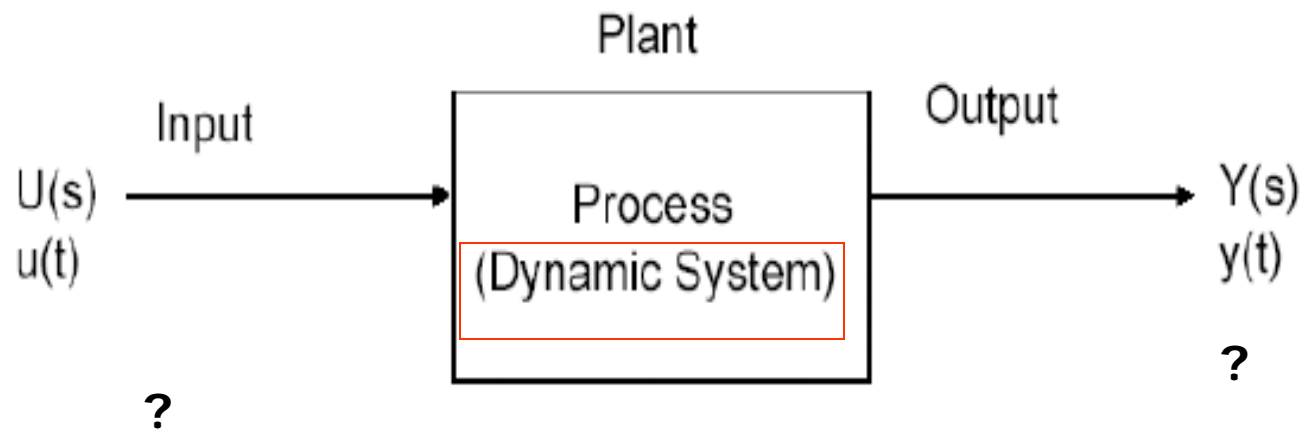 Plant
Input
Output
U(s)
u(t)
Process
(Dynamic System)
Y(s)
y(t)
?
?